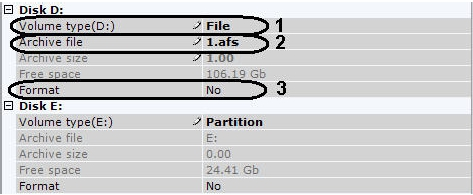 Disk D:
Volume type(D:) File 1
Archive file 1.afs 2
Archive size 1.00
Free space 106.19 Gb
Format No 3
Disk E:
Volume type(E:) Partition
Archive file E:
Archive size 0.00
Free space 24.41 Gb
Format No